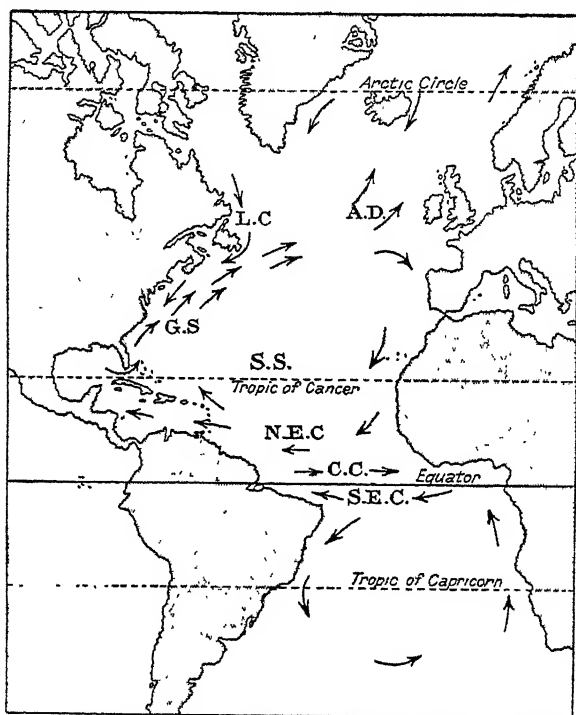 Arctic Circle
L.C
A.D.
G.S
S.S.
Tropic of Cancer
N.E.C
C.C.
Equator
S.E.C.
Tropic of Capricorn